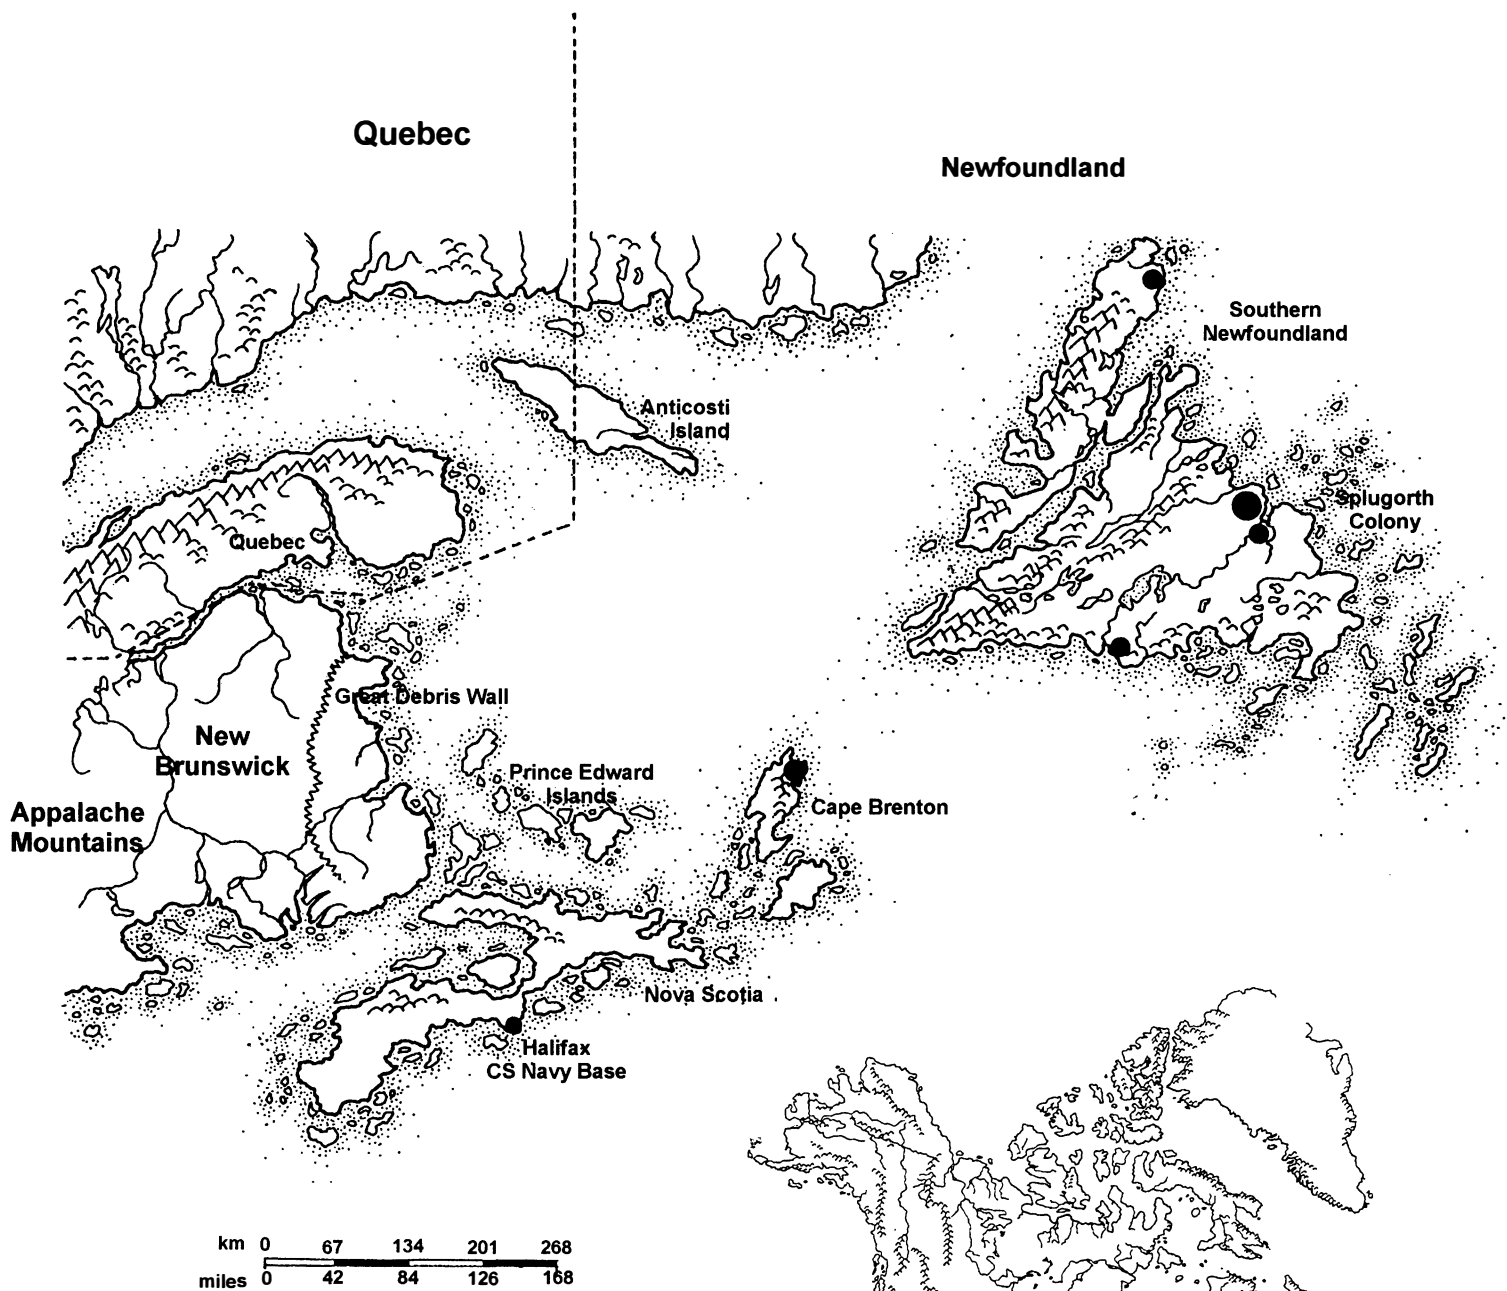 Quebec
Newfoundland
Southern
Newfoundland
Anticosti
Island
Splugorth
Colony
Quebec
Great Debris Wall
New
Brunswick
Prince Edward
Islands
Cape Brenton
Appalache
Mountains
Nova Scotia
Halifax
CS Navy Base
km 0 67 134 201 268
miles 0 42 84 126 168